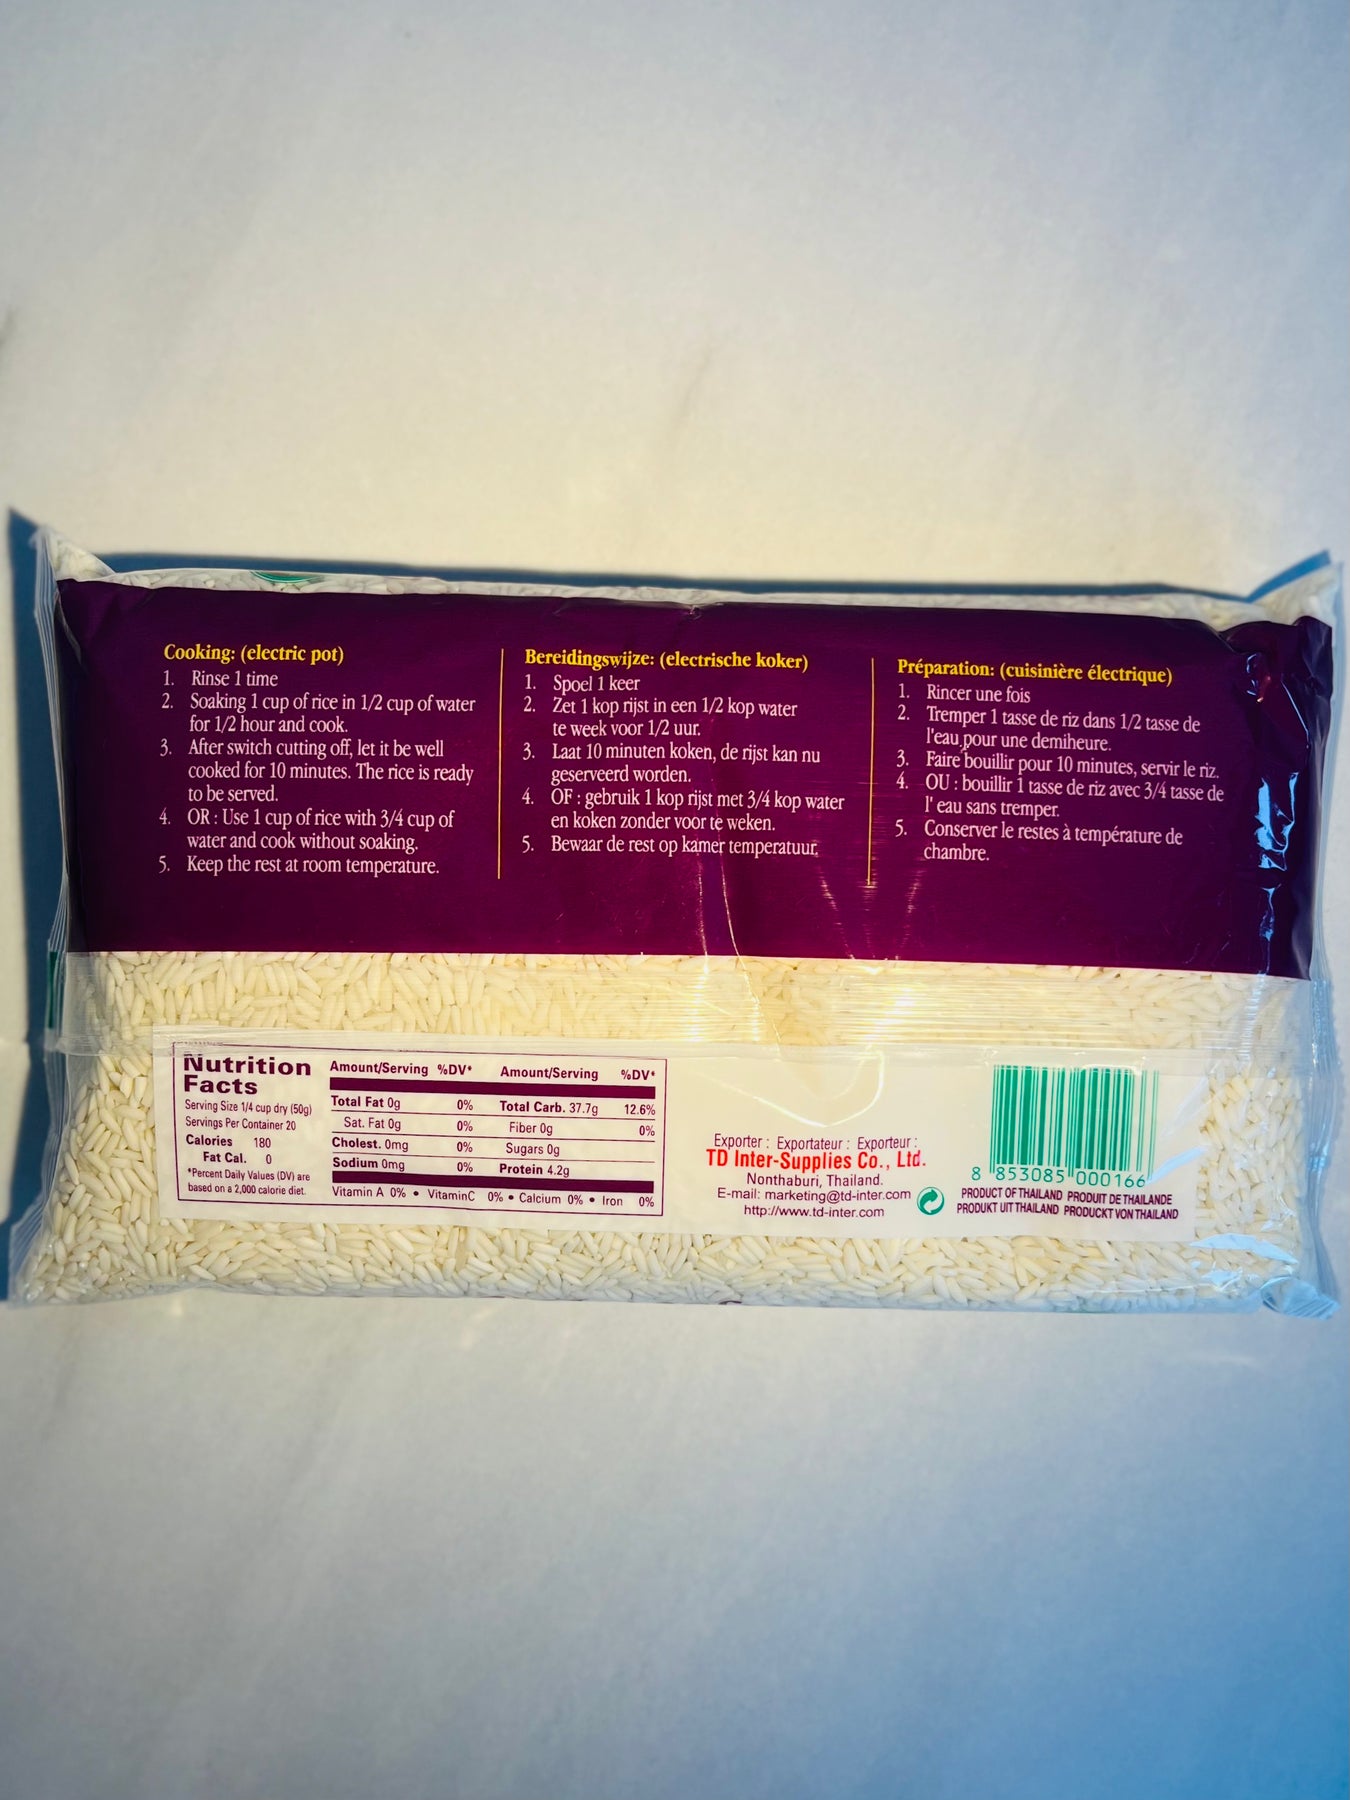 Cooking: (electric pot)
1. Rinse 1 time
2. Soaking 1 cup of rice in 1/2 cup of water
for 1/2 hour and cook.
3. After switch cutting off, let it be well
cooked for 10 minutes. The rice is ready
to be served.
4. OR : Use 1 cup of rice with 3/4 cup of
water and cook without soaking.
5. Keep the rest at room temperature.
Bereidingswijze: (electrische koker)
1. Spoel 1 keer
2. Zet 1 kop rijst in een 1/2 kop water
te week voor 1/2 uur.
3. Laat 10 minuten koken, de rijst kan nu
geserveerd worden.
4. OF : gebruik 1 kop rijst met 3/4 kop water
en koken zonder voor te weken.
5. Bewaar de rest op kamer temperatuur.
Préparation: (cuisinière électrique)
1. Rincer une fois
2. Tremper 1 tasse de riz dans 1/2 tasse de
l'eau pour une demiheure.
3. Faire bouillir pour 10 minutes, servir le riz.
4. OU : bouillir 1 tasse de riz avec 3/4 tasse de
l' eau sans tremper.
5. Conserver le restes à température de
chambre.
Nutrition
Facts
Serving Size 1/4 cup dry (50g)
Servings Per Container 20
Calories 180
Fat Cal. 0
*Percent Daily Values (DV) are
based on a 2,000 calorie diet.
Amount/Serving %DV* Amount/Serving %DV*
Total Fat 0g 0% Total Carb. 37.7g 12.6%
Sat. Fat 0g 0% Fiber 0g 0%
Cholest. 0mg 0% Sugars 0g
Sodium 0mg 0% Protein 4.2g
Vitamin A 0% • VitaminC 0% • Calcium 0% • Iron 0%
Exporter : Exportateur : Exporteur :
TD Inter-Supplies Co., Ltd.
Nonthaburi, Thailand.
E-mail: marketing@td-inter.com
http://www.td-inter.com
8 853085 000166
PRODUCT OF THAILAND PRODUIT DE THAILANDE
PRODUKT UIT THAILAND PRODUCKT VON THAILAND